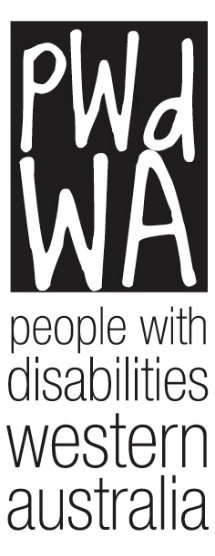 PWd
WA
people with
disabilities
western
australia